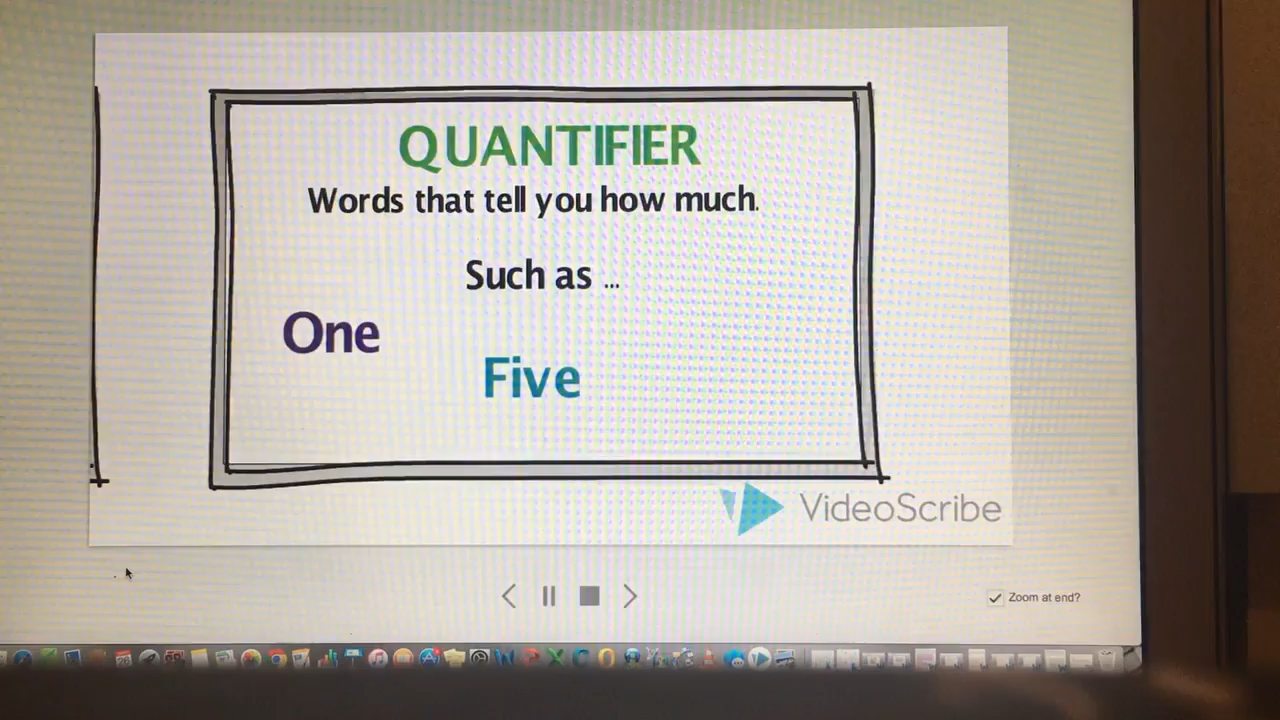 QUANTIFIER
Words that tell you how much.
Such as ...
One
Five
VideoScribe
Zoom at end?